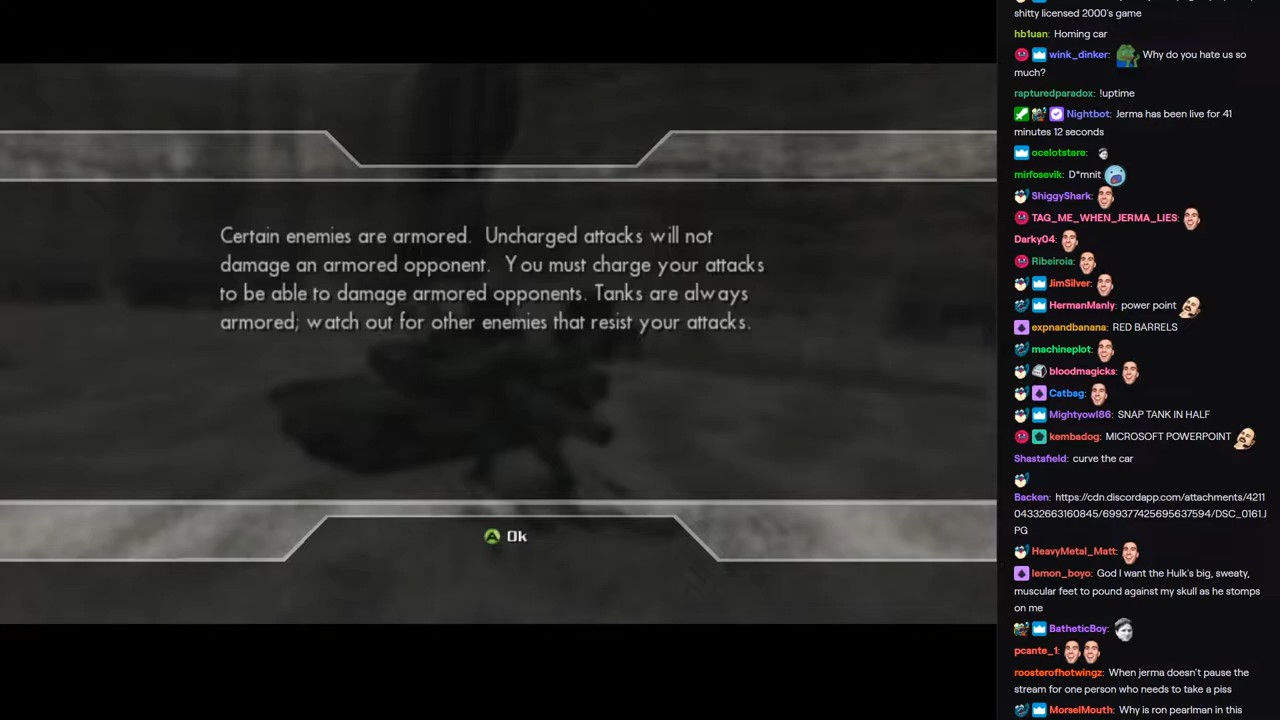 Certain enemies are armored. Uncharged attacks will not
damage an armored opponent. You must charge your attacks
to be able to damage armored opponents. Tanks are always
armored; watch out for other enemies that resist your attacks.
Ok
shitty licensed 2000's game
hb1uan: Homing car
wink_dinker: Why do you hate us so
much?
rapturedparadox: !uptime
Nightbot: Jerma has been live for 41
minutes 12 seconds
ocelotstare:
mirfosevik: D*mnit
ShiggyShark:
TAG_ME_WHEN_JERMA_LIES:
Darky04:
Ribeiroia:
JimSilver:
HermanManly: power point
expnandbanana: RED BARRELS
machineplot:
bloodmagicks:
Catbag:
Mightyowl86: SNAP TANK IN HALF
kembadog: MICROSOFT POWERPOINT
Shastafield: curve the car
Backen: https://cdn.discordapp.com/attachments/4211
04332663160845/699377425695637594/DSC_0161.J
PG
HeavyMetal_Matt:
lemon_boyo: God I want the Hulk's big, sweaty,
muscular feet to pound against my skull as he stomps
on me
BatheticBoy:
pcante_1:
roosterofhotwingz: When jerma doesn't pause the
stream for one person who needs to take a piss
MorselMouth: Why is ron pearlman in this